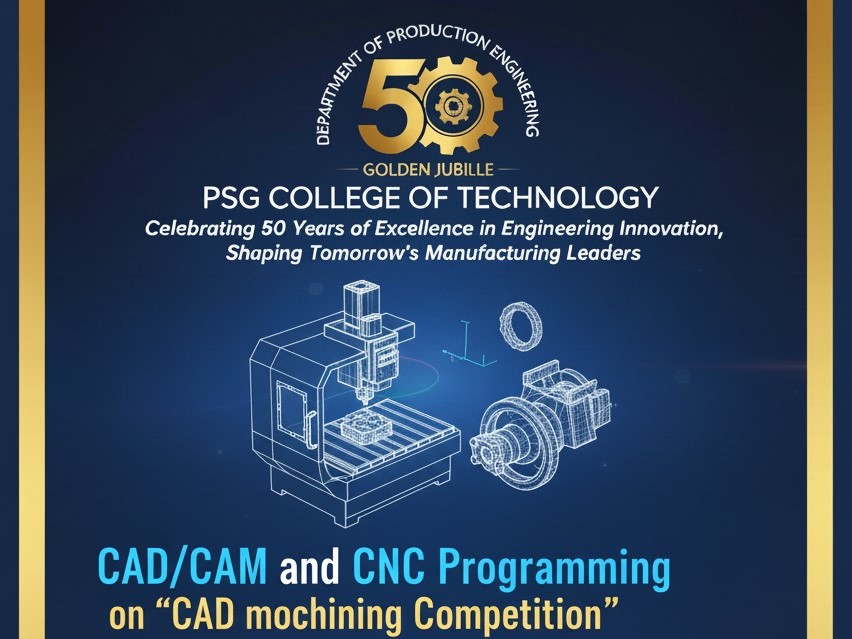 DEPARTMENT OF PRODUCTION ENGINEERING
50
GOLDEN JUBILLE
PSG COLLEGE OF TECHNOLOGY
Celebrating 50 Years of Excellence in Engineering Innovation,
Shaping Tomorrow's Manufacturing Leaders
CAD/CAM and CNC Programming
on “CAD mochining Competition”